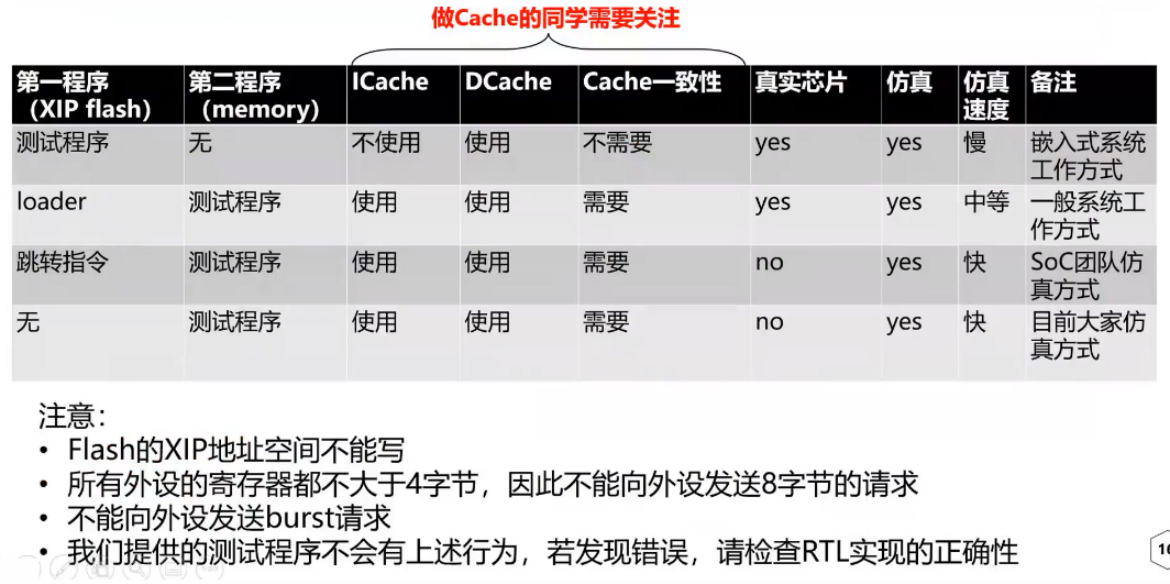 做Cache的同学需要关注
第一程序 第二程序 ICache DCache Cache一致性 真实芯片 仿真 仿真 备注
（XIP flash） （memory） 速度
测试程序 无 不使用 使用 不需要 yes yes 慢 嵌入式系统
工作方式
loader 测试程序 使用 使用 需要 yes yes 中等 一般系统工
作方式
跳转指令 测试程序 使用 使用 需要 no yes 快 SoC团队仿
真方式
无 测试程序 使用 使用 需要 no yes 快 目前大家仿
真方式
注意：
• Flash的XIP地址空间不能写
• 所有外设的寄存器都不大于4字节，因此不能向外设发送8字节的请求
• 不能向外设发送burst请求
• 我们提供的测试程序不会有上述行为，若发现错误，请检查RTL实现的正确性